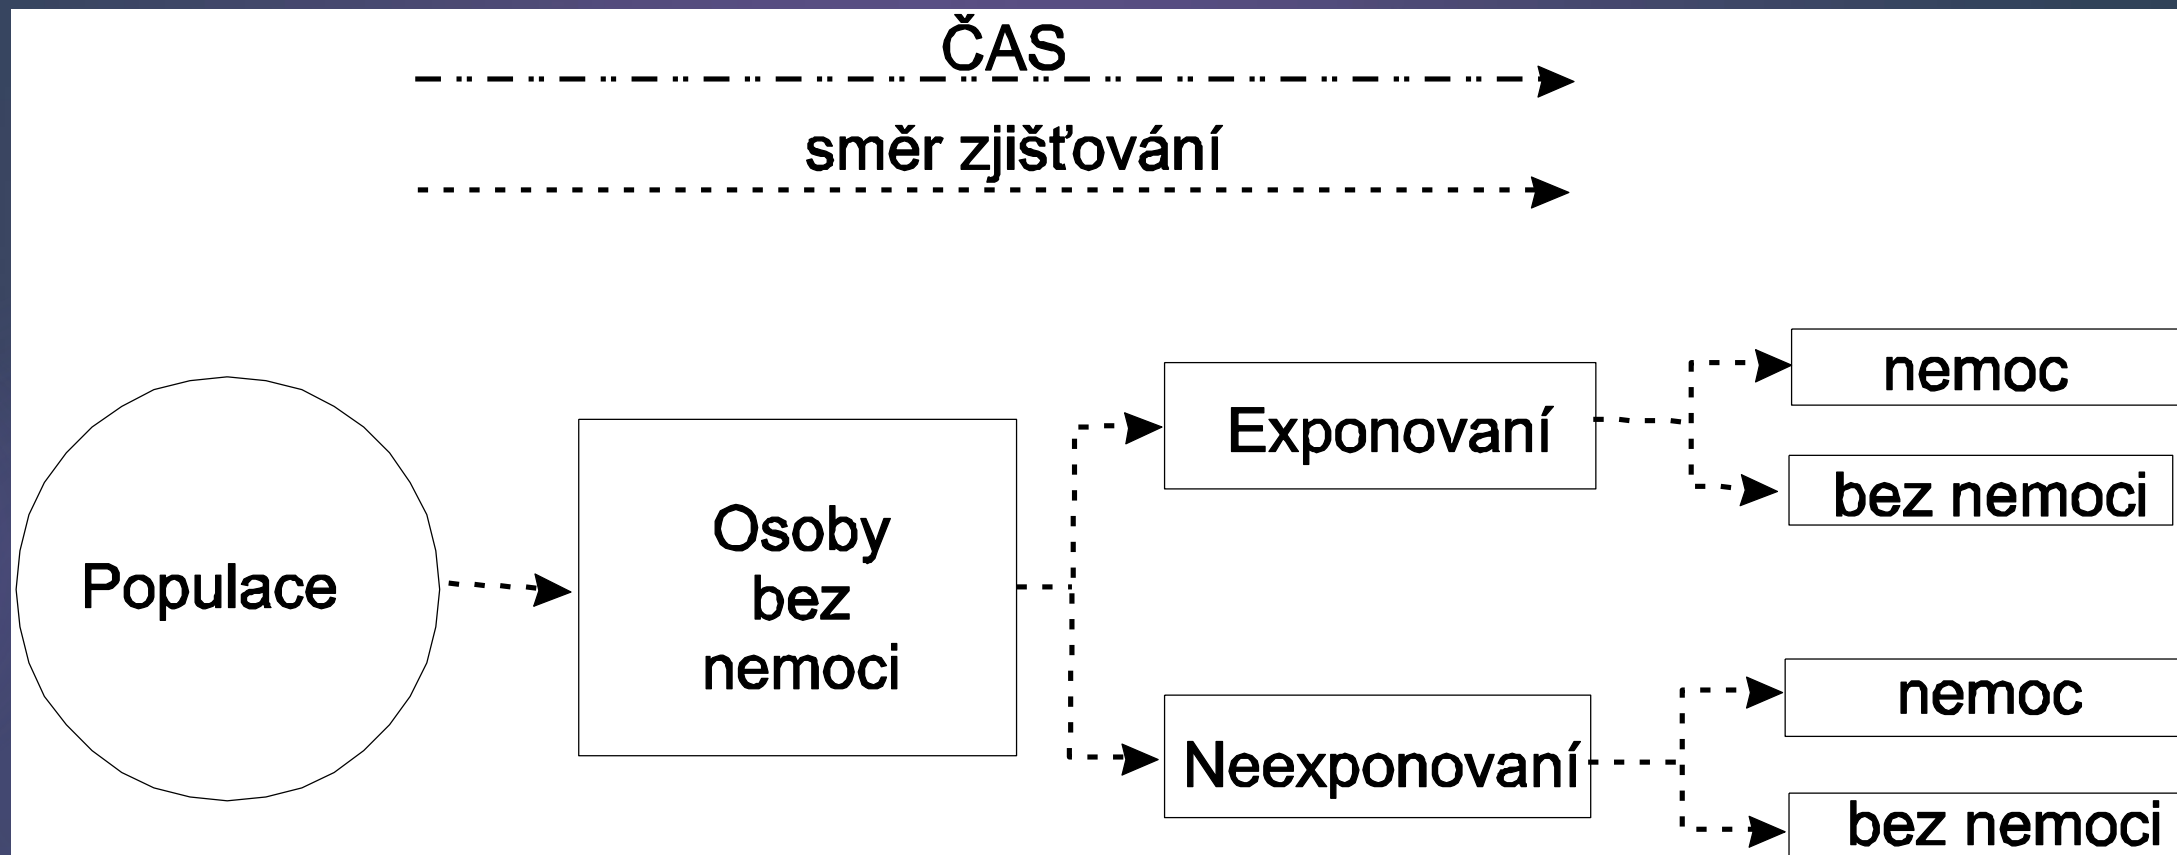 ČAS
směr zjišťování
Populace
Osoby
bez
nemoci
Exponovaní
nemoc
bez nemoci
Neexponovaní
nemoc
bez nemoci